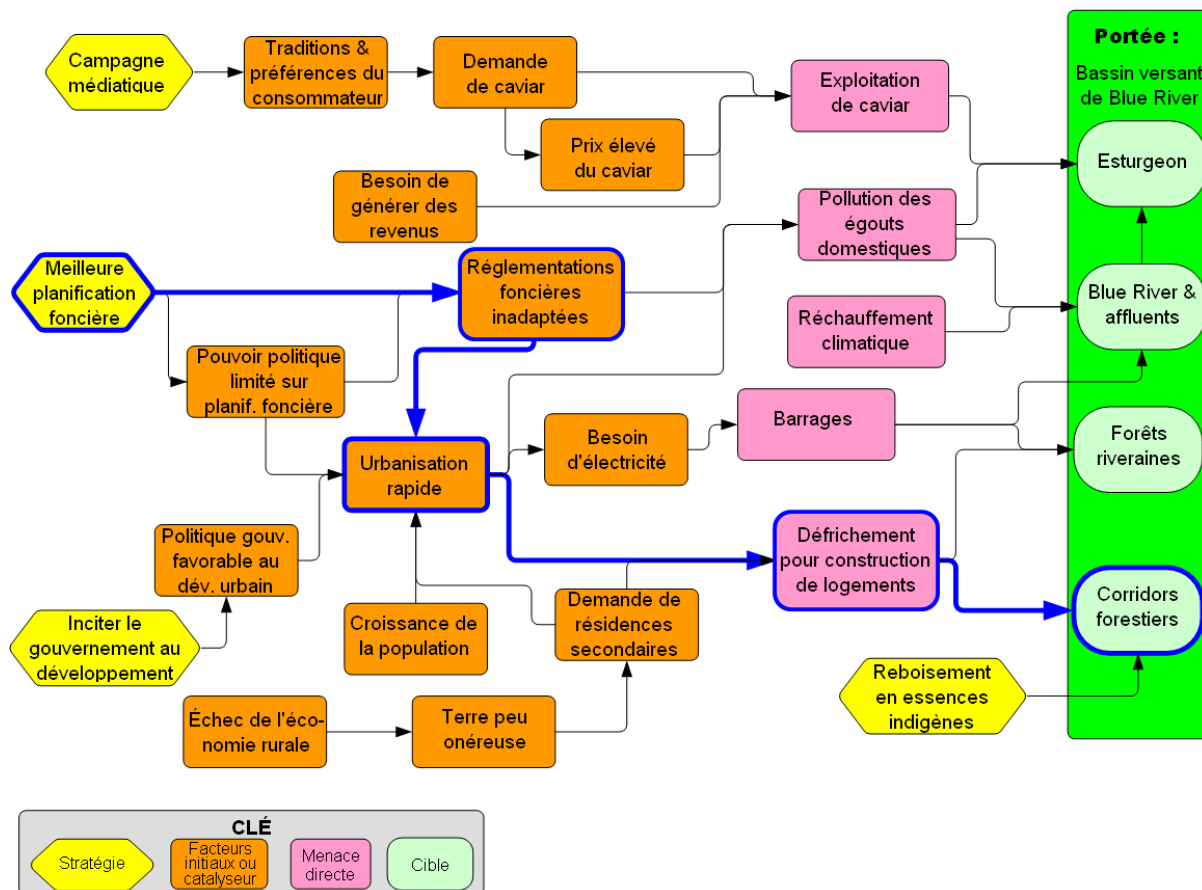 Campagne
médiatique
Traditions &
préférences du
consommateur
Demande
de caviar
Prix élevé
du caviar
Besoin de
générer des
revenus
Exploitation
de caviar
Portée :
Bassin versant
de Blue River
Esturgeon
Meilleure
planification
foncière
Réglementations
foncières
inadaptées
Pollution des
égouts
domestiques
Réchauffement
climatique
Blue River &
affluents
Pouvoir politique
limité sur
planif. foncière
Urbanisation
rapide
Besoin
d'électricité
Barrages
Forêts
riveraines
Politique gouv.
favorable au
dév. urbain
Défrichement
pour construction
de logements
Corridors
forestiers
Inciter le
gouvernement au
développement
Croissance de
la population
Demande de
résidences
secondaires
Reboisement
en essences
indigènes
Échec de l'éco-
nomie rurale
Terre peu
onéreuse
CLÉ
Stratégie
Facteurs
initiaux ou
catalyseur
Menace
directe
Cible